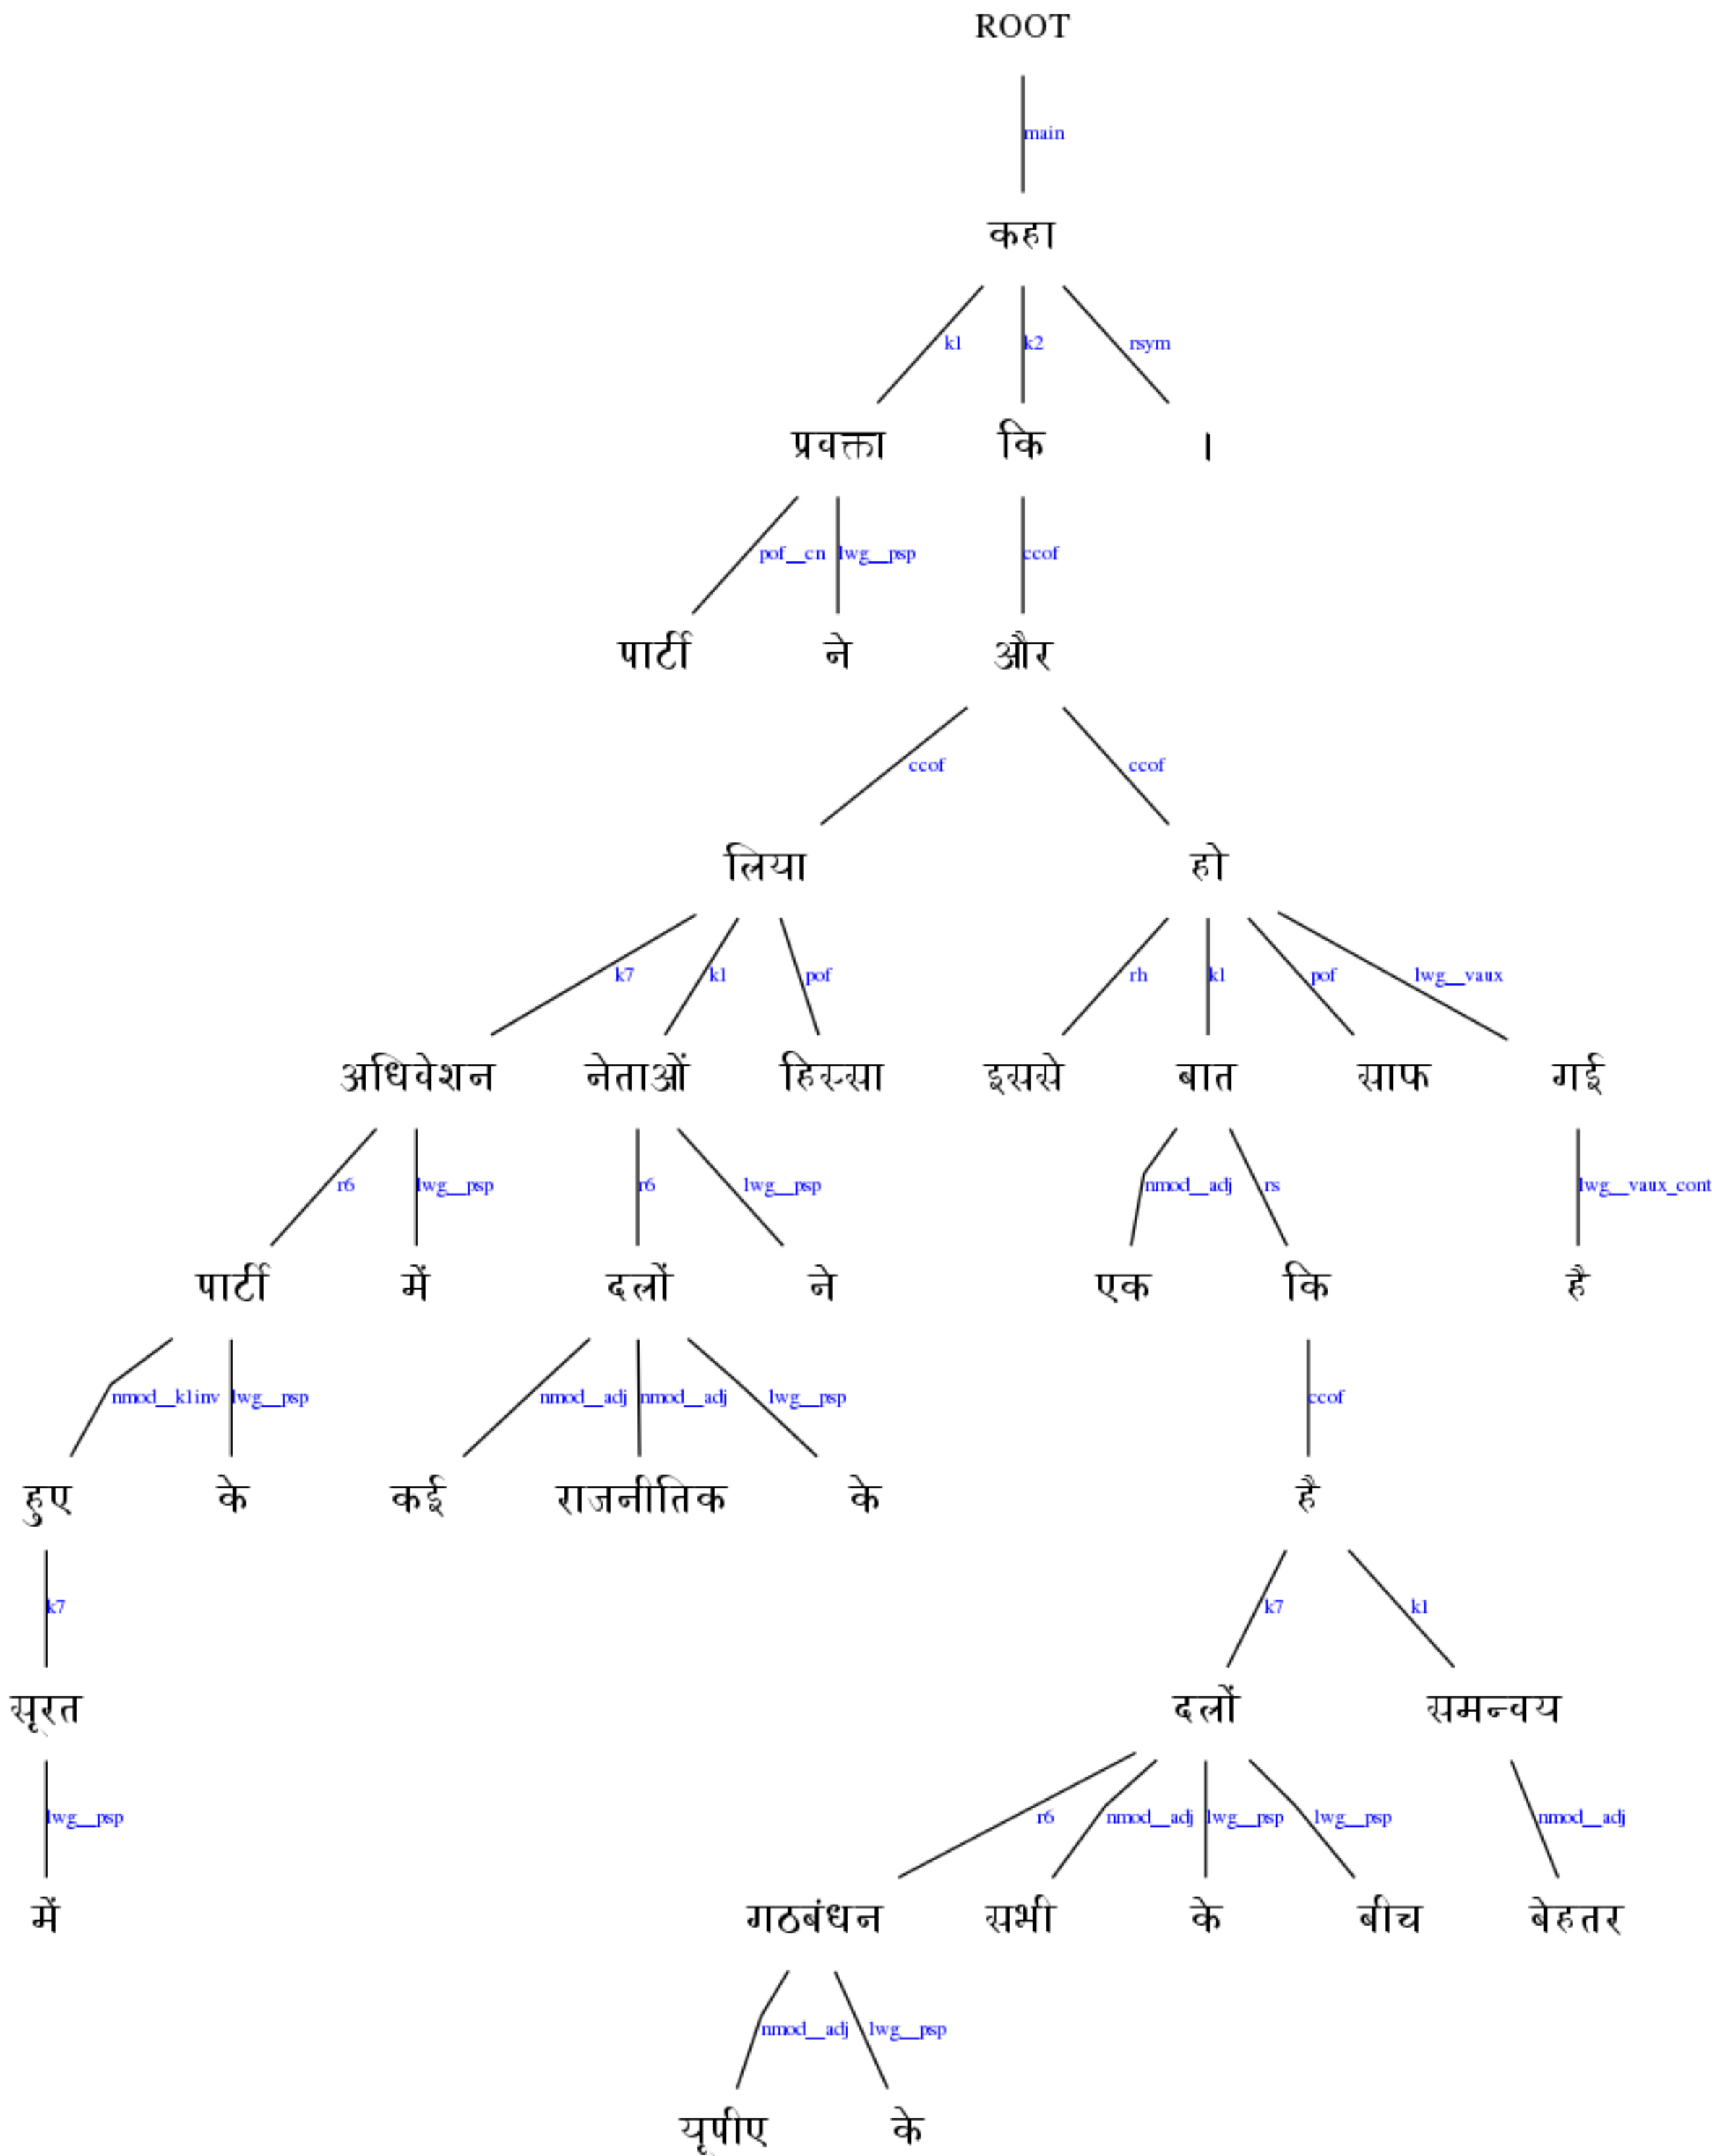 ROOT
main
कहा
k1 k2 rsym
प्रवक्ता कि ।
pof__cn lwg__psp ccof
पार्टी ने और
ccof ccof
लिया हो
k7 k1 pof rh k1 pof lwg__vaux
अधिवेशन नेताओं हिस्सा इससे बात साफ गई
r6 lwg__psp r6 lwg__psp nmod__adj rs lwg__vaux_cont
पार्टी में दलों ने एक कि है
nmod__k1inv lwg__psp nmod__adj nmod__adj lwg__psp ccof
हुए के कई राजनीतिक के है
k7 k7 k1
सूरत दलों समन्वय
lwg__psp r6 nmod__adj lwg__psp lwg__psp nmod__adj
में गठबंधन सभी के बीच बेहतर
nmod__adj lwg__psp
यूपीए के